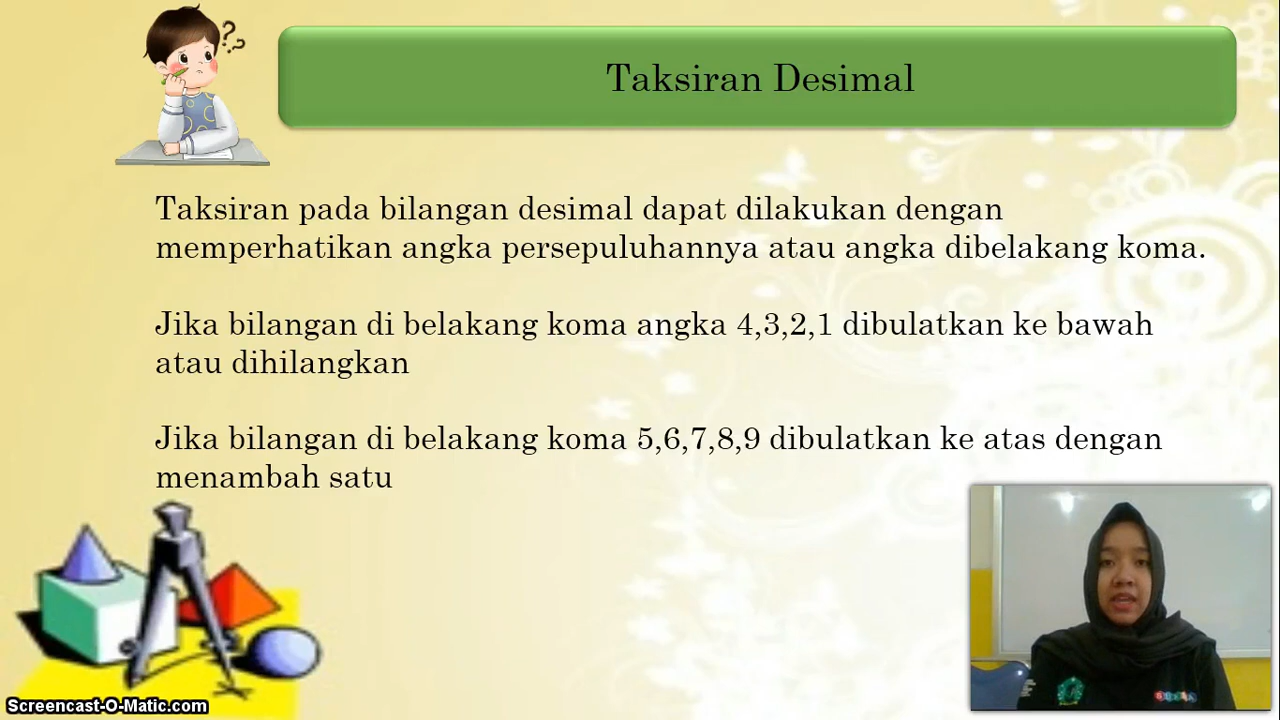 Taksiran Desimal
Taksiran pada bilangan desimal dapat dilakukan dengan
memperhatikan angka persepuluhannya atau angka dibelakang koma.
Jika bilangan di belakang koma angka 4,3,2,1 dibulatkan ke bawah
atau dihilangkan
Jika bilangan di belakang koma 5,6,7,8,9 dibulatkan ke atas dengan
menambah satu
Screencast-O-Matic.com